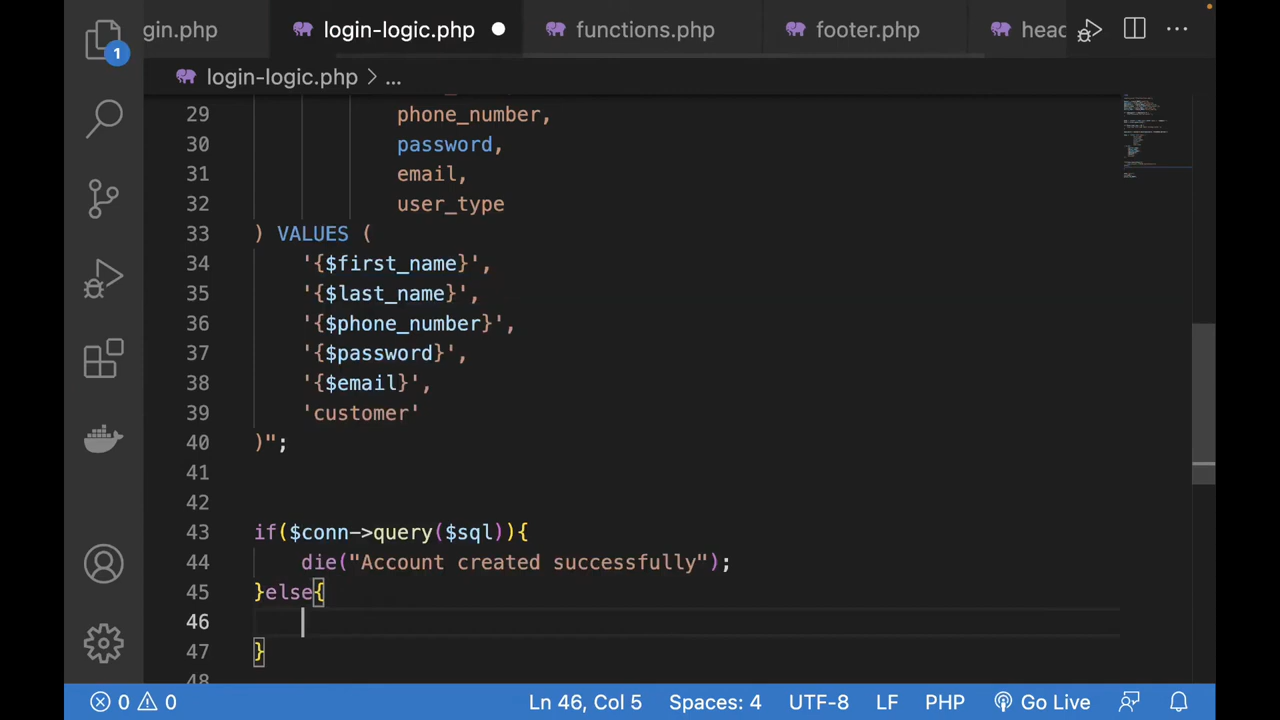 gin.php login-logic.php functions.php footer.php head
login-logic.php > ...
29 phone_number,
30 password,
31 email,
32 user_type
33 ) VALUES (
34 '{$first_name}',
35 '{$last_name}',
36 '{$phone_number}',
37 '{$password}',
38 '{$email}',
39 'customer'
40 )";
41
42
43 if($conn->query($sql)){
44 die("Account created successfully");
45 }else{
46
47 }
48
1
0 0 Ln 46, Col 5 Spaces: 4 UTF-8 LF PHP Go Live